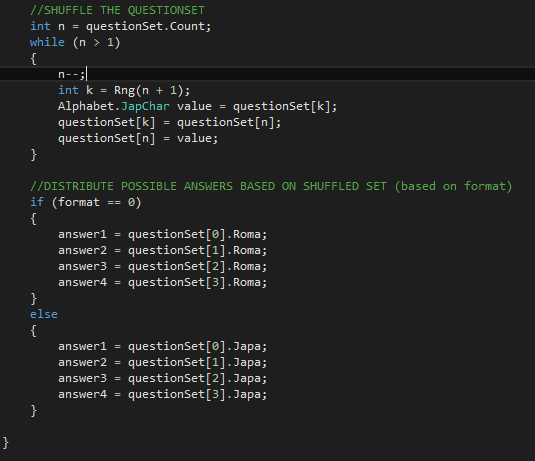 //SHUFFLE THE QUESTIONSET
int n = questionSet.Count;
while (n > 1)
{
n--;
int k = Rng(n + 1);
Alphabet.JapChar value = questionSet[k];
questionSet[k] = questionSet[n];
questionSet[n] = value;
}
//DISTRIBUTE POSSIBLE ANSWERS BASED ON SHUFFLED SET (based on format)
if (format == 0)
{
answer1 = questionSet[0].Roma;
answer2 = questionSet[1].Roma;
answer3 = questionSet[2].Roma;
answer4 = questionSet[3].Roma;
}
else
{
answer1 = questionSet[0].Japa;
answer2 = questionSet[1].Japa;
answer3 = questionSet[2].Japa;
answer4 = questionSet[3].Japa;
}
}